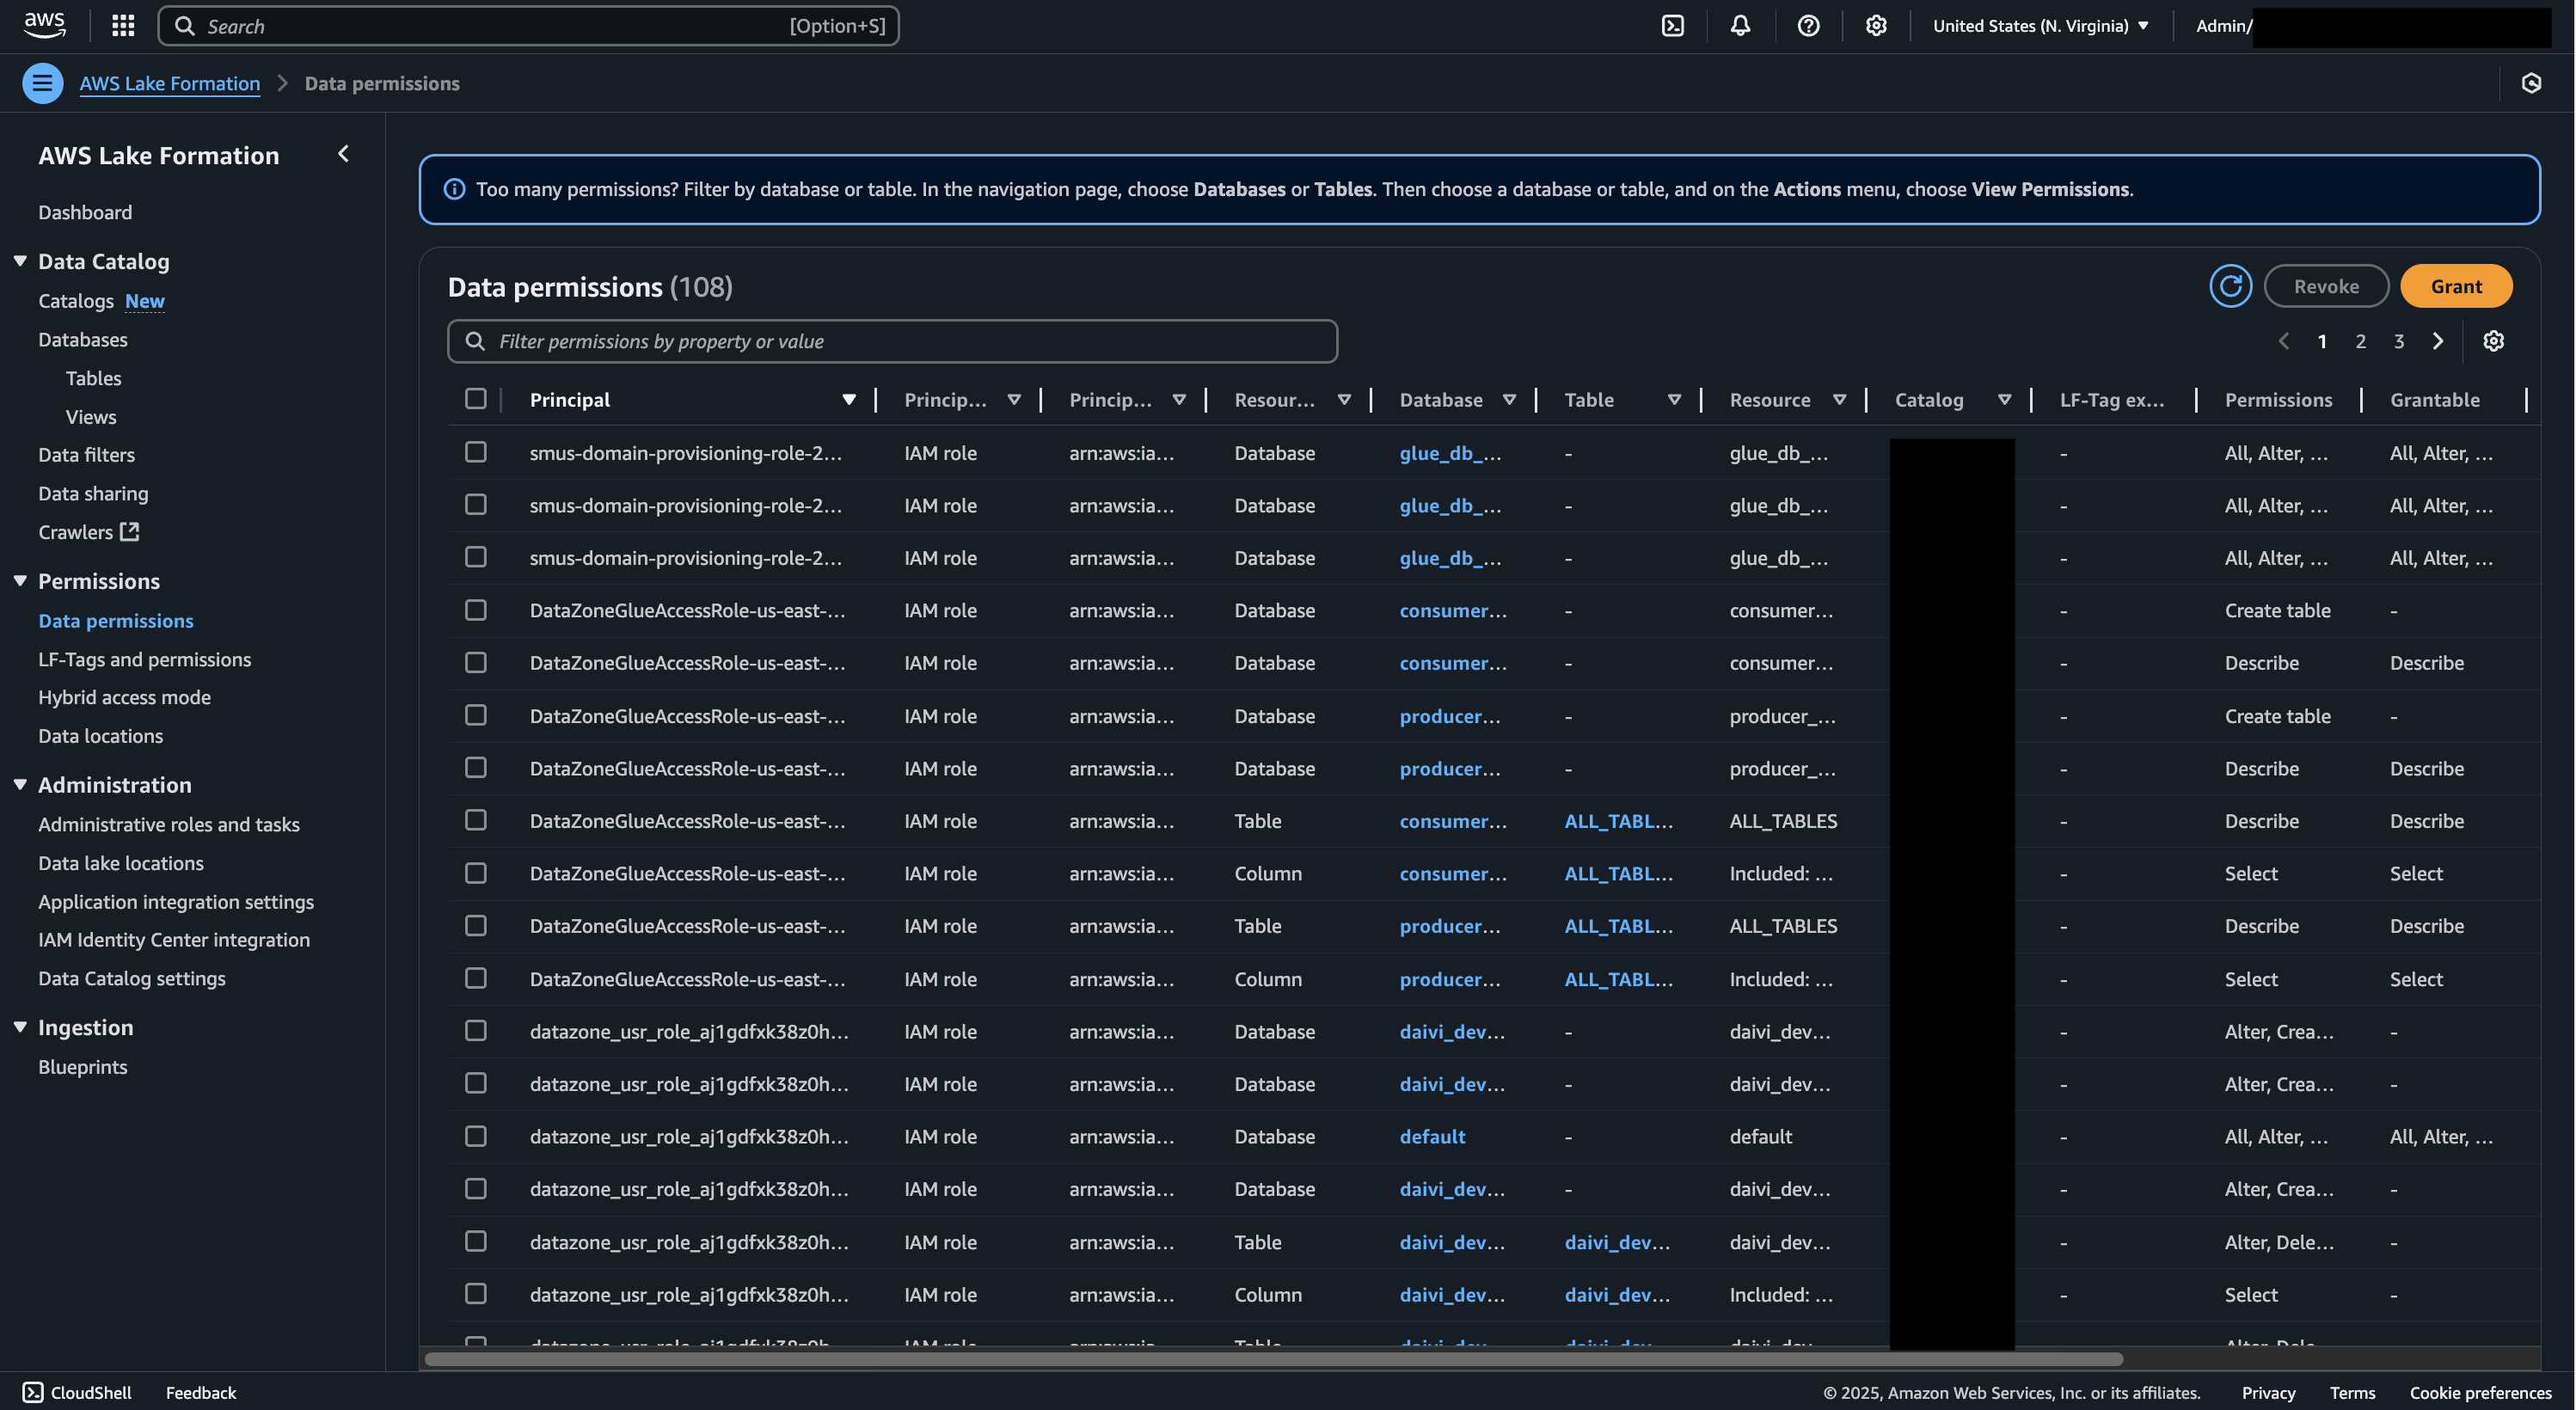 aws
Search [Option+S]
United States (N. Virginia)
Admin/
AWS Lake Formation
Data permissions
AWS Lake Formation
Dashboard
Data Catalog
Catalogs New
Databases
Tables
Views
Data filters
Data sharing
Crawlers
Permissions
Data permissions
LF-Tags and permissions
Hybrid access mode
Data locations
Administration
Administrative roles and tasks
Data lake locations
Application integration settings
IAM Identity Center integration
Data Catalog settings
Ingestion
Blueprints
Too many permissions? Filter by database or table. In the navigation page, choose Databases or Tables. Then choose a database or table, and on the Actions menu, choose View Permissions.
Data permissions (108)
Revoke
Grant
Filter permissions by property or value
1 2 3
Principal Princip... Princip... Resour... Database Table Resource Catalog LF-Tag ex... Permissions Grantable
smus-domain-provisioning-role-2... IAM role arn:aws:ia... Database glue_db_... - glue_db_... - All, Alter, ... All, Alter, ...
smus-domain-provisioning-role-2... IAM role arn:aws:ia... Database glue_db_... - glue_db_... - All, Alter, ... All, Alter, ...
smus-domain-provisioning-role-2... IAM role arn:aws:ia... Database glue_db_... - glue_db_... - All, Alter, ... All, Alter, ...
DataZoneGlueAccessRole-us-east-... IAM role arn:aws:ia... Database consumer... - consumer... - Create table -
DataZoneGlueAccessRole-us-east-... IAM role arn:aws:ia... Database consumer... - consumer... - Describe Describe
DataZoneGlueAccessRole-us-east-... IAM role arn:aws:ia... Database producer... - producer_... - Create table -
DataZoneGlueAccessRole-us-east-... IAM role arn:aws:ia... Database producer... - producer_... - Describe Describe
DataZoneGlueAccessRole-us-east-... IAM role arn:aws:ia... Table consumer... ALL_TABL... ALL_TABLES - Describe Describe
DataZoneGlueAccessRole-us-east-... IAM role arn:aws:ia... Column consumer... ALL_TABL... Included: ... - Select Select
DataZoneGlueAccessRole-us-east-... IAM role arn:aws:ia... Table producer... ALL_TABL... ALL_TABLES - Describe Describe
DataZoneGlueAccessRole-us-east-... IAM role arn:aws:ia... Column producer... ALL_TABL... Included: ... - Select Select
datazone_usr_role_aj1gdfxk38z0h... IAM role arn:aws:ia... Database daivi_dev... - daivi_dev... - Alter, Crea... -
datazone_usr_role_aj1gdfxk38z0h... IAM role arn:aws:ia... Database daivi_dev... - daivi_dev... - Alter, Crea... -
datazone_usr_role_aj1gdfxk38z0h... IAM role arn:aws:ia... Database default - default - All, Alter, ... All, Alter, ...
datazone_usr_role_aj1gdfxk38z0h... IAM role arn:aws:ia... Database daivi_dev... - daivi_dev... - Alter, Crea... -
datazone_usr_role_aj1gdfxk38z0h... IAM role arn:aws:ia... Table daivi_dev... daivi_dev... daivi_dev... - Alter, Dele... -
datazone_usr_role_aj1gdfxk38z0h... IAM role arn:aws:ia... Column daivi_dev... daivi_dev... Included: ... - Select -
CloudShell Feedback © 2025, Amazon Web Services, Inc. or its affiliates. Privacy Terms Cookie preferences